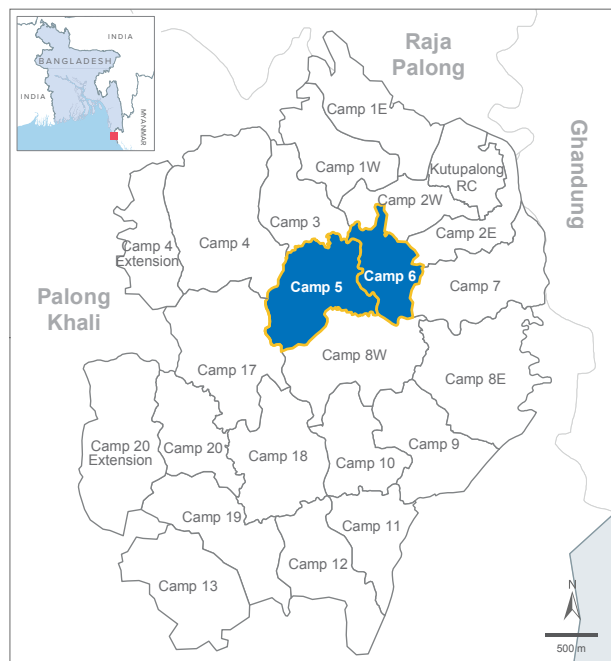 INDIA
BANGLADESH
INDIA
MYANMAR
Raja
Palong
Ghandung
Palong
Khali
Camp 1E
Camp 1W
Kutupalong
RC
Camp 2W
Camp 3
Camp 2E
Camp 4
Camp 4
Extension
Camp 5
Camp 6
Camp 7
Camp 8W
Camp 17
Camp 8E
Camp 20
Extension
Camp 20
Camp 18
Camp 10
Camp 9
Camp 19
Camp 11
Camp 12
Camp 13
N
500 m